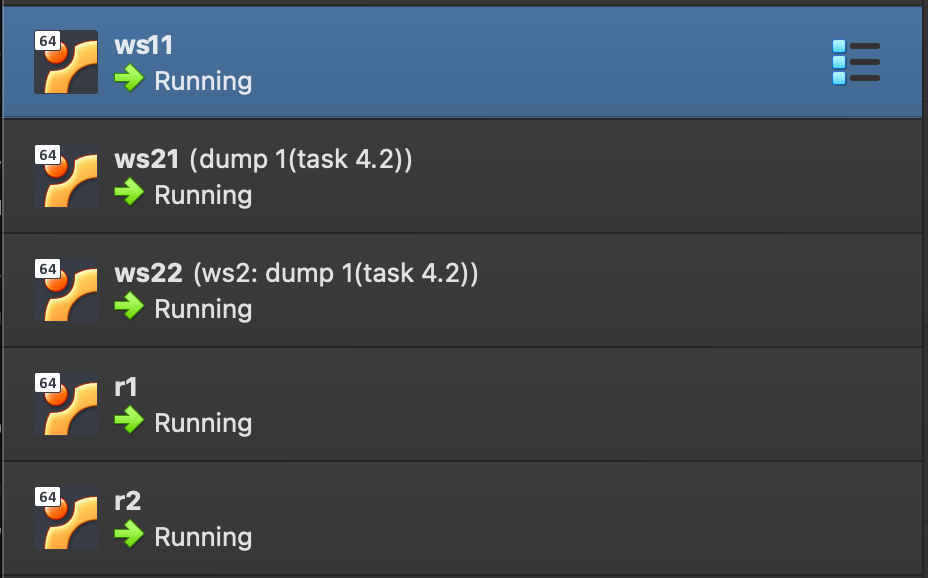 64
ws11
Running
64
ws21 (dump 1(task 4.2))
Running
64
ws22 (ws2: dump 1(task 4.2))
Running
64
r1
Running
64
r2
Running